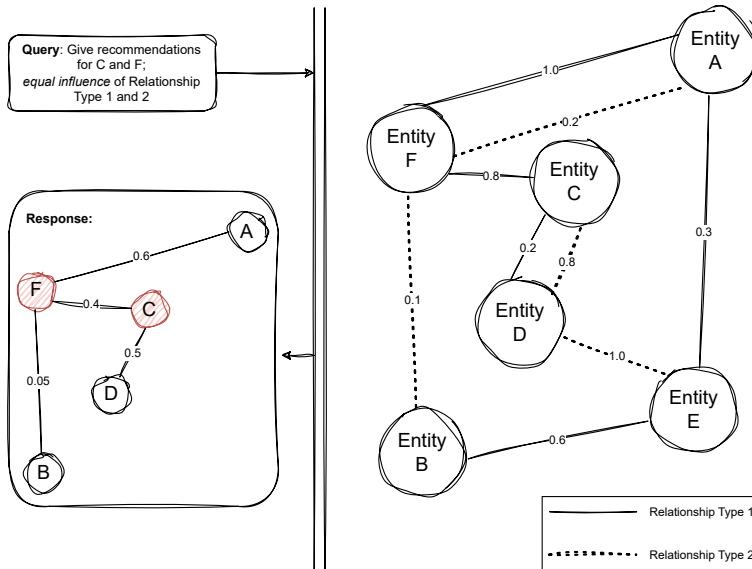 Query: Give recommendations
for C and F;
equal influence of Relationship
Type 1 and 2
Response:
A
0.6
F
0.4
C
0.5
D
0.05
B
Entity
A
1.0
0.2
Entity
F
0.8
Entity
C
0.2
0.8
0.3
0.1
Entity
D
1.0
Entity
E
Entity
B
0.6
Relationship Type 1
Relationship Type 2